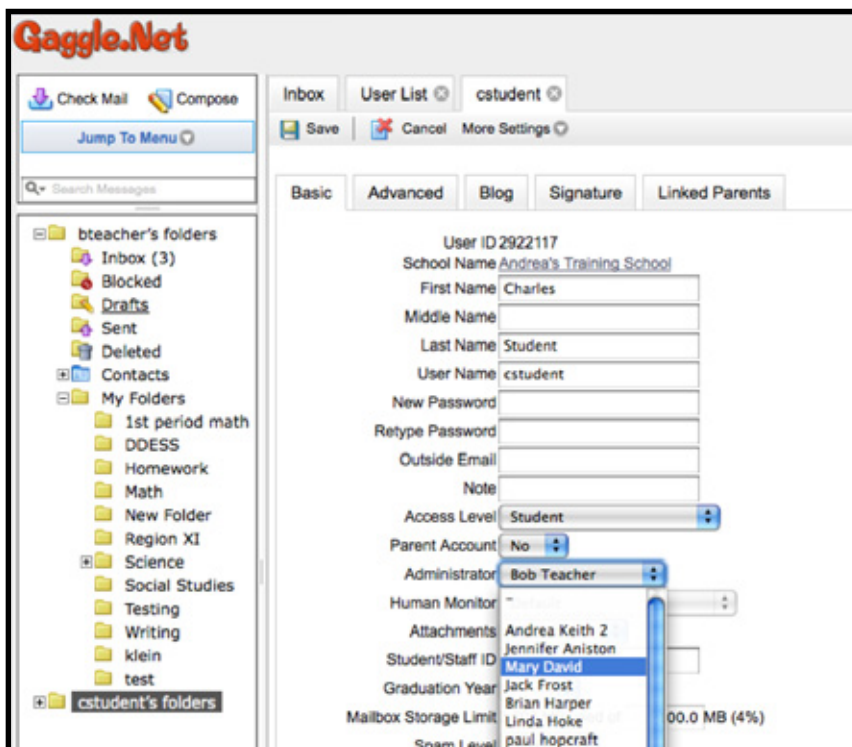 Gaggle.Net
Check Mail Compose
Jump To Menu
Search Messages
bteacher's folders
Inbox (3)
Blocked
Drafts
Sent
Deleted
Contacts
My Folders
1st period math
DDESS
Homework
Math
New Folder
Region XI
Science
Social Studies
Testing
Writing
klein
test
cstudent's folders
Inbox User List cstudent
Save Cancel More Settings
Basic Advanced Blog Signature Linked Parents
User ID 2922117
School Name Andrea's Training School
First Name Charles
Middle Name
Last Name Student
User Name cstudent
New Password
Retype Password
Outside Email
Note
Access Level Student
Parent Account No
Administrator Bob Teacher
Human Monitor
Attachments
Student/Staff ID
Graduation Year
Mailbox Storage Limit 00.0 MB (4%)
Spam Level
--
Andrea Keith 2
Jennifer Aniston
Mary David
Jack Frost
Brian Harper
Linda Hoke
paul hopcraft